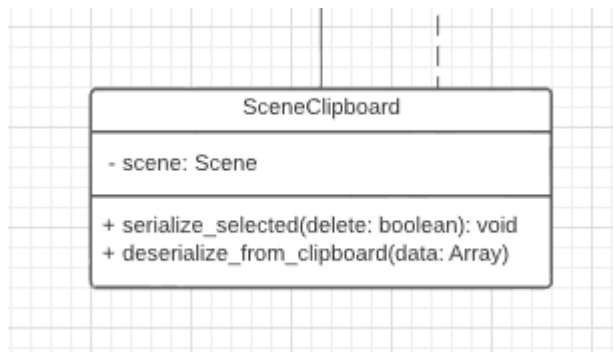 SceneClipboard
- scene: Scene
+ serialize_selected(delete: boolean): void
+ deserialize_from_clipboard(data: Array)